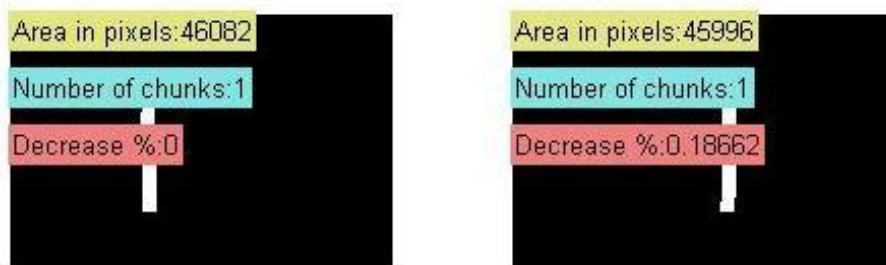 Area in pixels:46082
Number of chunks:1
Decrease %:0
Area in pixels:45996
Number of chunks:1
Decrease %:0.18662